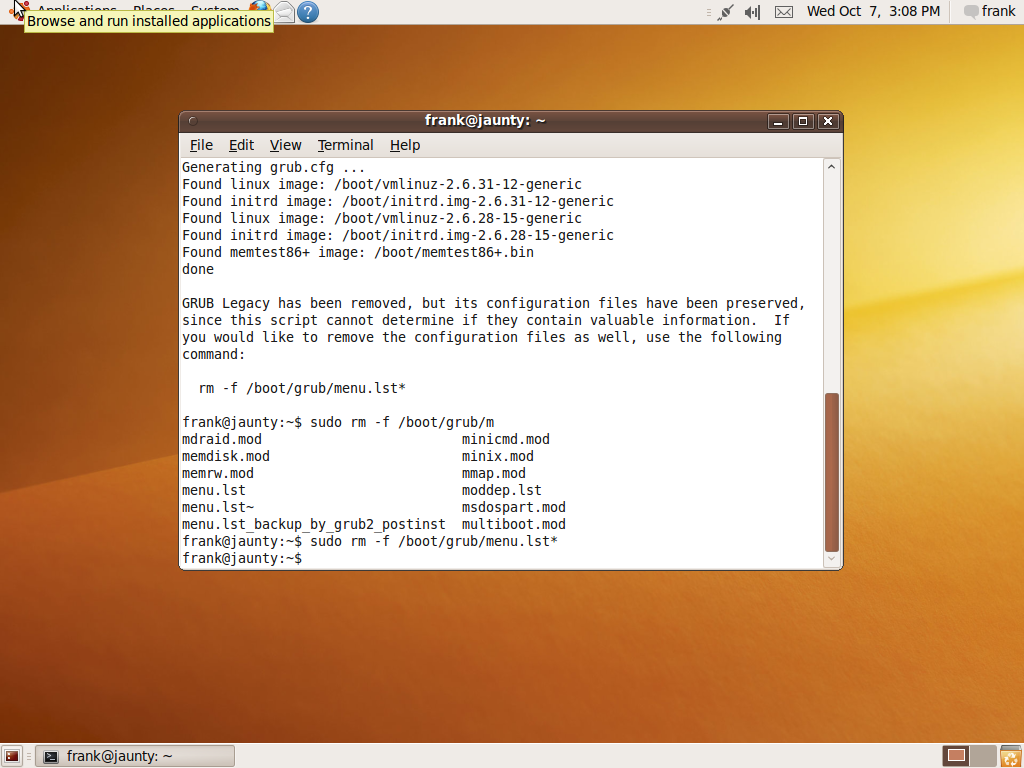 Applications Places System
Browse and run installed applications
Wed Oct 7, 3:08 PM
frank
frank@jaunty: ~
File Edit View Terminal Help
Generating grub.cfg ...
Found linux image: /boot/vmlinuz-2.6.31-12-generic
Found initrd image: /boot/initrd.img-2.6.31-12-generic
Found linux image: /boot/vmlinuz-2.6.28-15-generic
Found initrd image: /boot/initrd.img-2.6.28-15-generic
Found memtest86+ image: /boot/memtest86+.bin
done
GRUB Legacy has been removed, but its configuration files have been preserved,
since this script cannot determine if they contain valuable information.  If
you would like to remove the configuration files as well, use the following
command:
rm -f /boot/grub/menu.lst*
frank@jaunty:~$ sudo rm -f /boot/grub/m
mdraid.mod minicmd.mod
memdisk.mod minix.mod
memrw.mod mmap.mod
menu.lst moddep.lst
menu.lst~ msdospart.mod
menu.lst_backup_by_grub2_postinst multiboot.mod
frank@jaunty:~$ sudo rm -f /boot/grub/menu.lst*
frank@jaunty:~$
frank@jaunty: ~